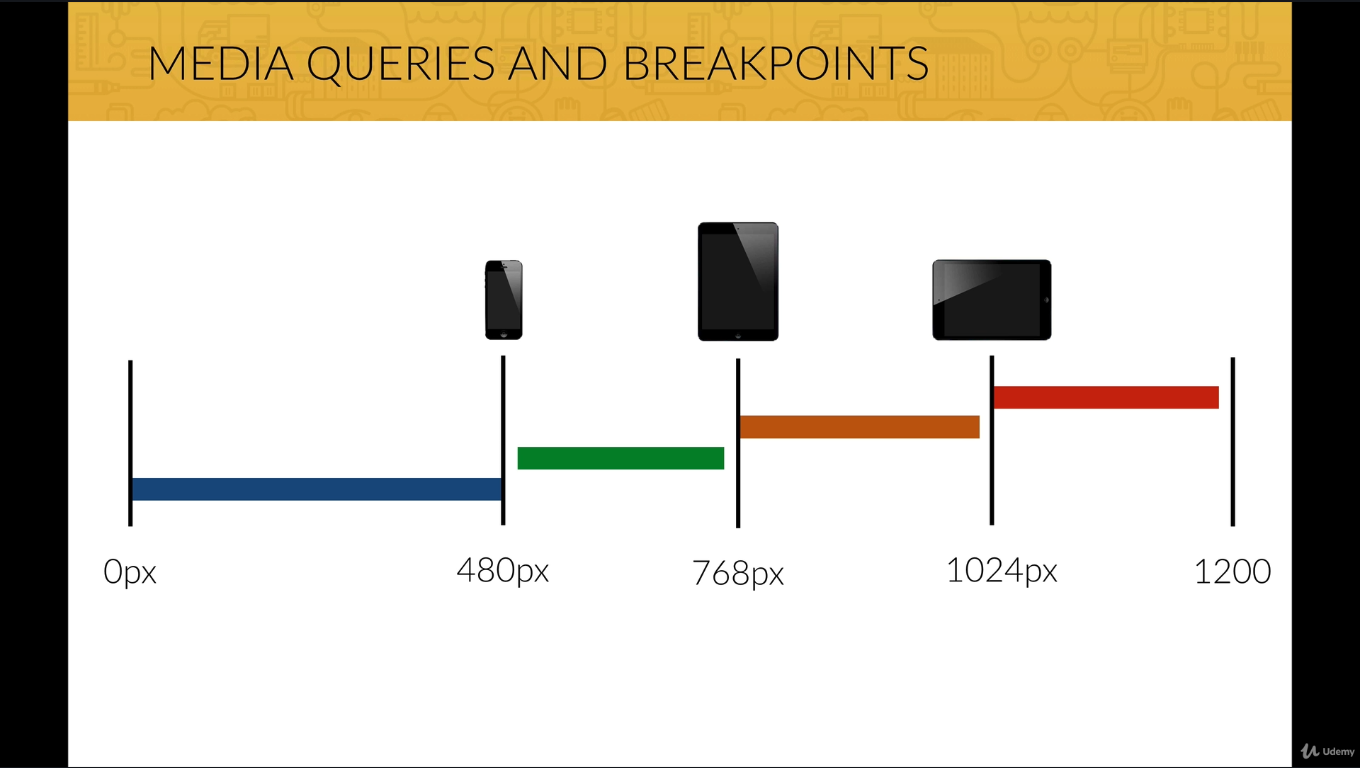 MEDIA QUERIES AND BREAKPOINTS
0px
480px
768px
1024px
1200
Udemy